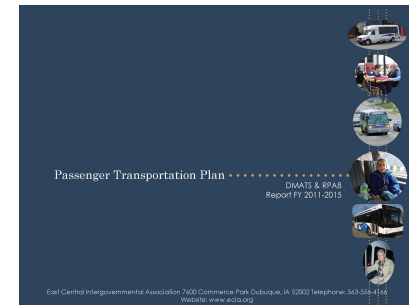 Passenger Transportation Plan
DMATS & RPA8
Report FY 2011-2015
East Central Intergovernmental Association 7600 Commerce Park Dubuque, IA 52002 Telephone: 563-556-4166
Website: www.ecia.org